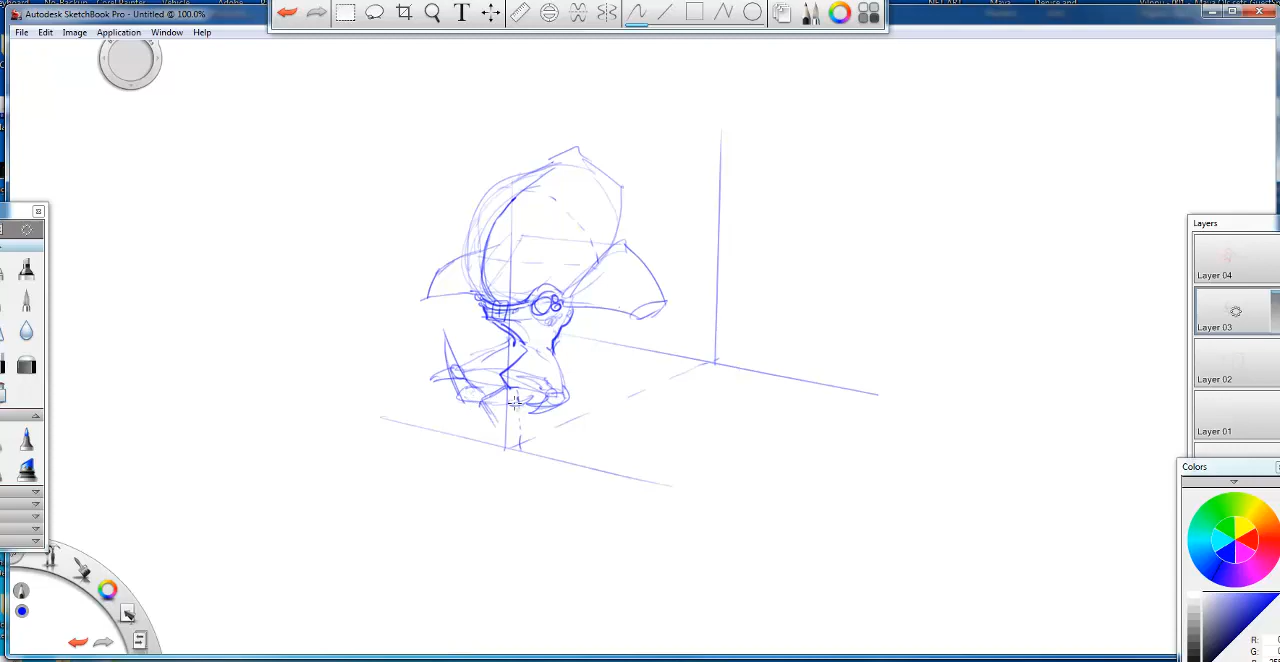 Autodesk SketchBook Pro - Untitled @ 100.0%
File Edit Image Application Window Help
T
Layers
Layer 04
Layer 03
Layer 02
Layer 01
Colors
R:
G: